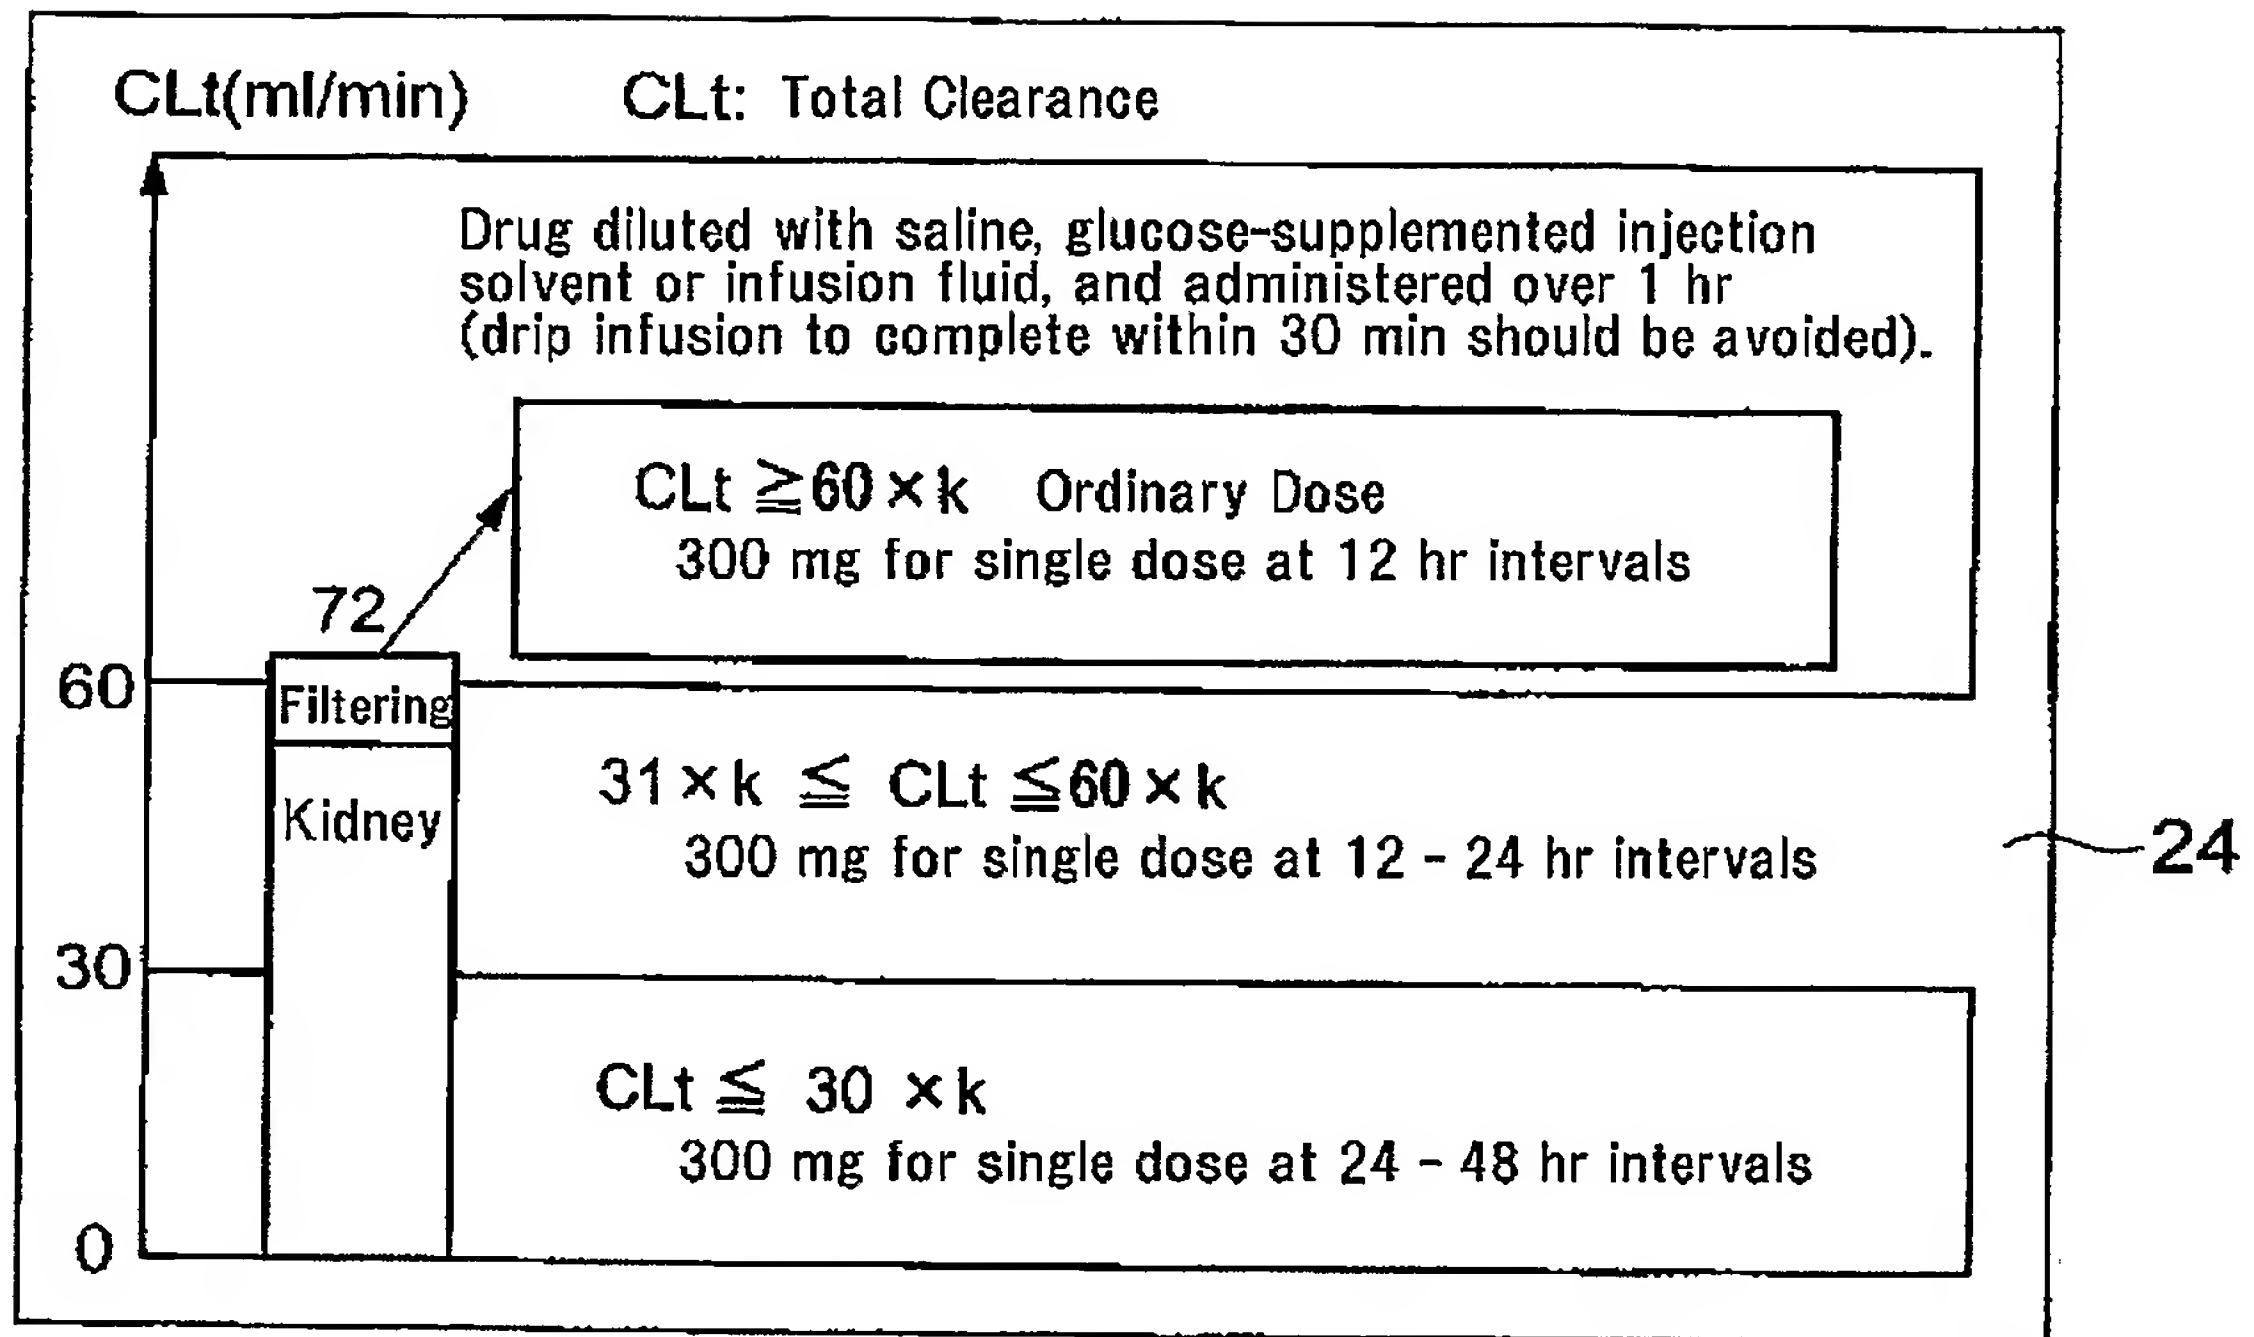 CLt(ml/min) CLt: Total Clearance
Drug diluted with saline, glucose-supplemented injection
solvent or infusion fluid, and administered over 1 hr
(drip infusion to complete within 30 min should be avoided).
CLt ≧60×k Ordinary Dose
300 mg for single dose at 12 hr intervals
72
60
Filtering
31×k ≦ CLt ≦60×k
Kidney
300 mg for single dose at 12 - 24 hr intervals
24
30
CLt ≦ 30 ×k
300 mg for single dose at 24 - 48 hr intervals
0